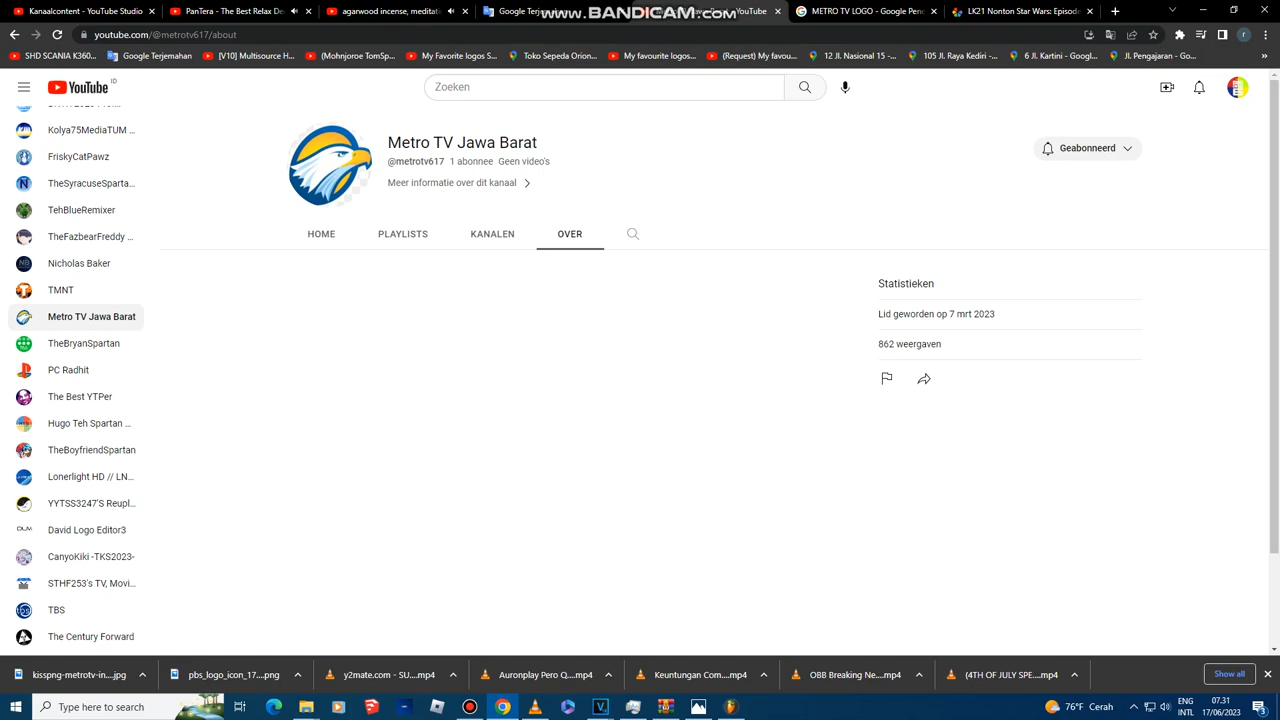 www.BANDICAM.com
Kanaalcontent - YouTube Studio
PanTera - The Best Relax De
agarwood incense, meditati
Google Terjemahan
YouTube
METRO TV LOGO - Google Pene
LK21 Nonton Star Wars: Episode
youtube.com/@metrotv617/about
r
SHD SCANIA K360...
Google Terjemahan
[V10] Multisource H...
(Mohnjoroe TomSp...
My Favorite Logos S...
Toko Sepeda Orion...
My favourite logos...
(Request) My favou...
12 Jl. Nasional 15 -...
105 Jl. Raya Kediri -...
6 Jl. Kartini - Googl...
Jl. Pengajaran - Go...
»
YouTube ID
Zoeken
Kolya75MediaTUM ...
FriskyCatPawz
TheSyracuseSparta...
TehBlueRemixer
TheFazbearFreddy ...
Nicholas Baker
TMNT
Metro TV Jawa Barat
TheBryanSpartan
PC Radhit
The Best YTPer
Hugo Teh Spartan ...
TheBoyfriendSpartan
Lonerlight HD // LN...
YYTSS3247'S Reupl...
David Logo Editor3
CanyoKiki -TKS2023-
STHF253's TV, Movi...
TBS
The Century Forward
Metro TV Jawa Barat
@metrotv617 1 abonnee Geen video's
Meer informatie over dit kanaal
Geabonneerd
HOME PLAYLISTS KANALEN OVER
Statistieken
Lid geworden op 7 mrt 2023
862 weergaven
kisspng-metrotv-in....jpg
pbs_logo_icon_17....png
y2mate.com - SU....mp4
Auronplay Pero Q....mp4
Keuntungan Com....mp4
OBB Breaking Ne....mp4
(4TH OF JULY SPE....mp4
Show all
Type here to search
76°F Cerah
ENG
INTL
07.31
17/06/2023
3